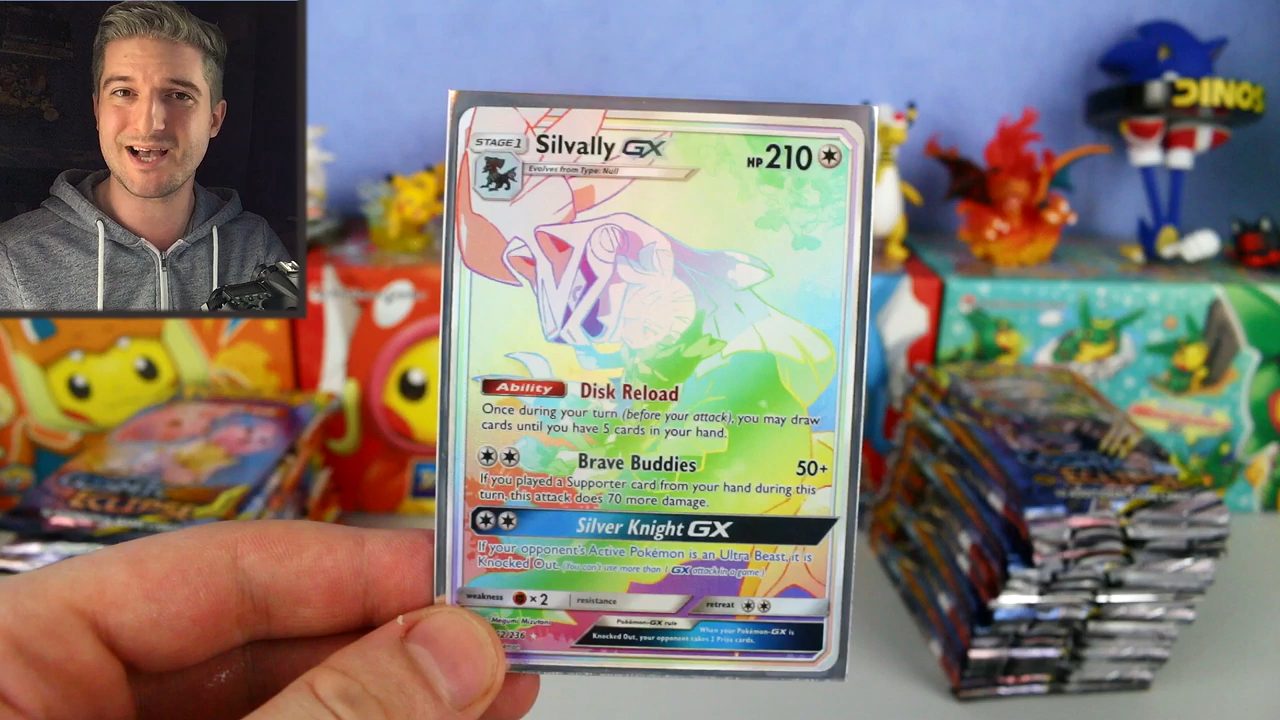 DINOS
STAGE 1
Silvally GX
HP 210
Evolves from Type: Null
Ability Disk Reload
Once during your turn (before your attack), you may draw
cards until you have 5 cards in your hand.
Brave Buddies 50+
If you played a Supporter card from your hand during this
turn, this attack does 70 more damage.
Silver Knight GX
If your opponent's Active Pokémon is an Ultra Beast, it is
Knocked Out. (You can't use more than 1 GX attack in a game.)
weakness ×2 resistance retreat
Megumi Mizutani
/236
Pokémon-GX rule
When your Pokémon-GX is
Knocked Out, your opponent takes 2 Prize cards.
ECLIPSE